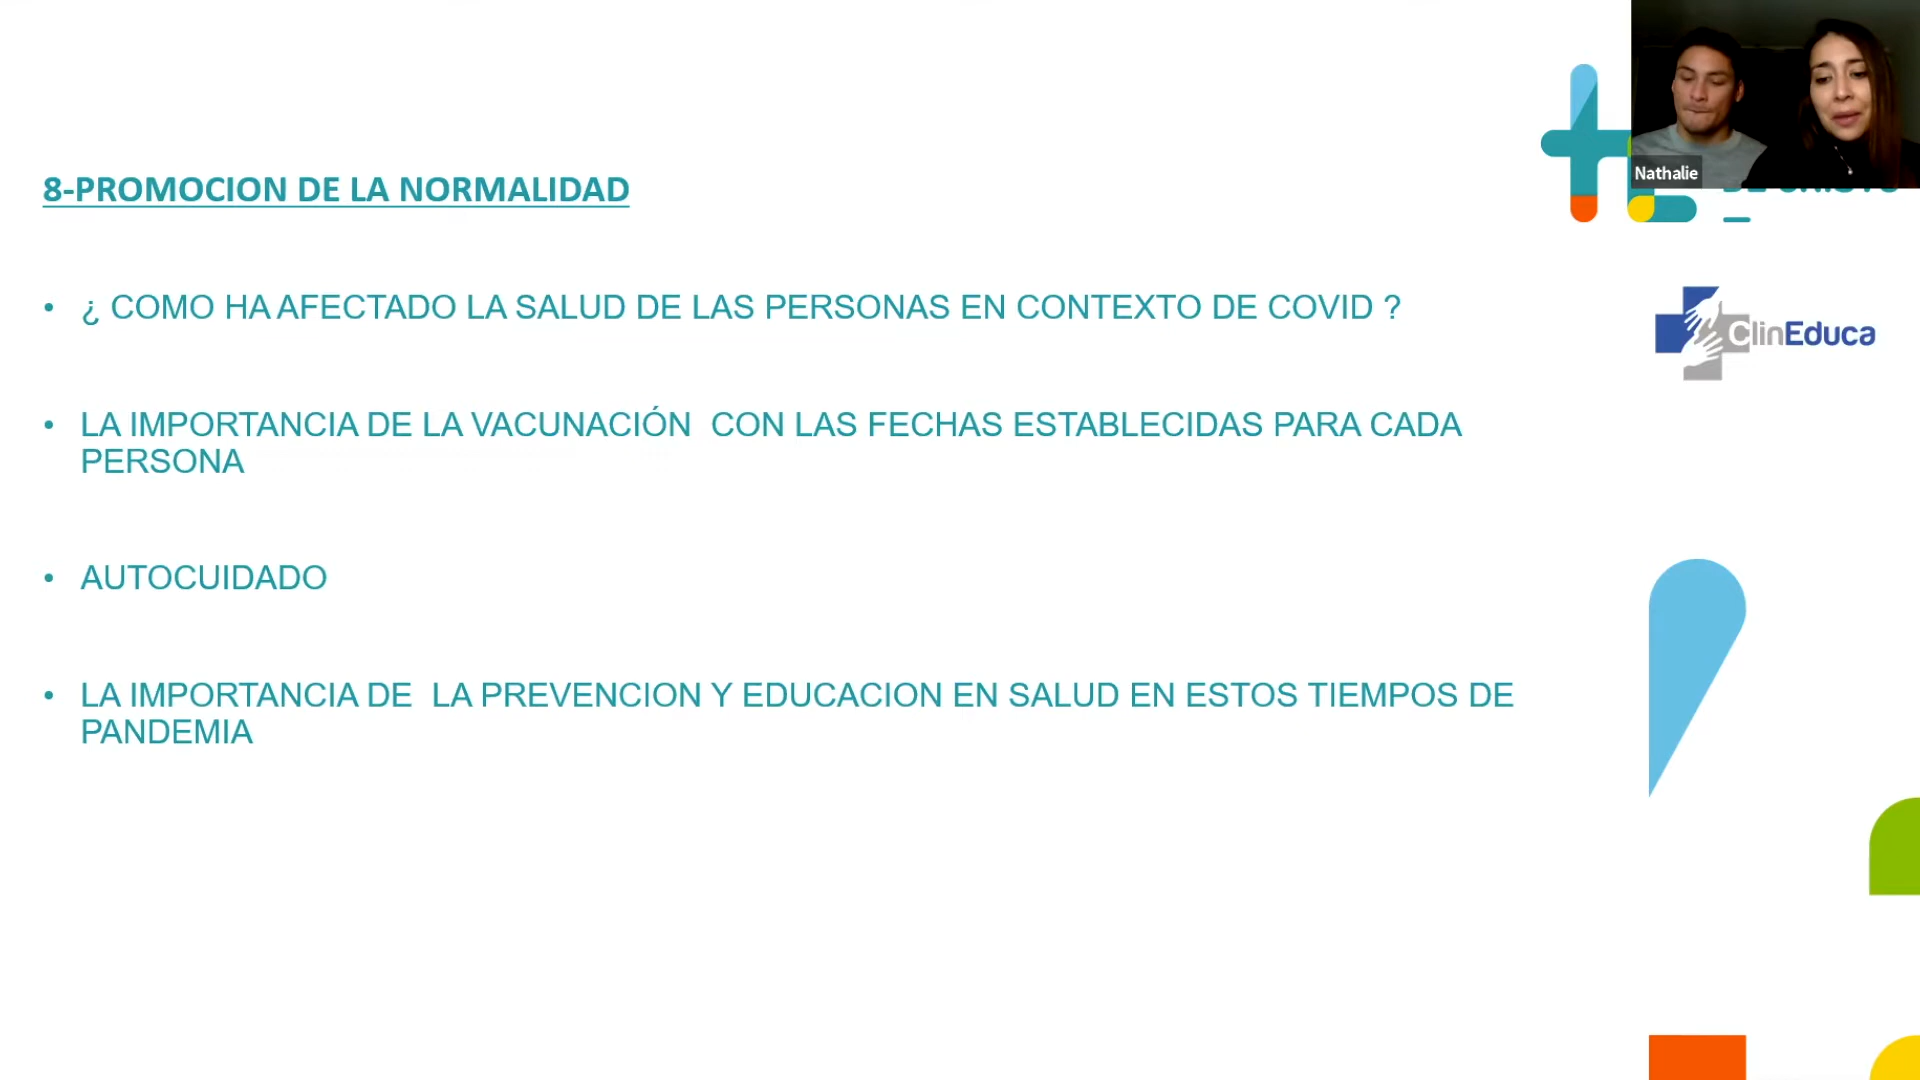 Nathalie
8-PROMOCION DE LA NORMALIDAD
• ¿ COMO HA AFECTADO LA SALUD DE LAS PERSONAS EN CONTEXTO DE COVID ?
ClinEduca
• LA IMPORTANCIA DE LA VACUNACIÓN CON LAS FECHAS ESTABLECIDAS PARA CADA
PERSONA
• AUTOCUIDADO
• LA IMPORTANCIA DE LA PREVENCION Y EDUCACION EN SALUD EN ESTOS TIEMPOS DE
PANDEMIA